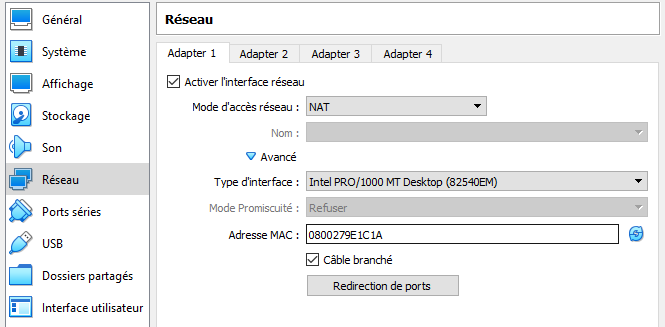 Général
Système
Affichage
Stockage
Son
Réseau
Ports séries
USB
Dossiers partagés
Interface utilisateur
Réseau
Adapter 1 Adapter 2 Adapter 3 Adapter 4
Activer l'interface réseau
Mode d'accès réseau : NAT
Nom :
Avancé
Type d'interface : Intel PRO/1000 MT Desktop (82540EM)
Mode Promiscuité : Refuser
Adresse MAC : 0800279E1C1A
Câble branché
Redirection de ports